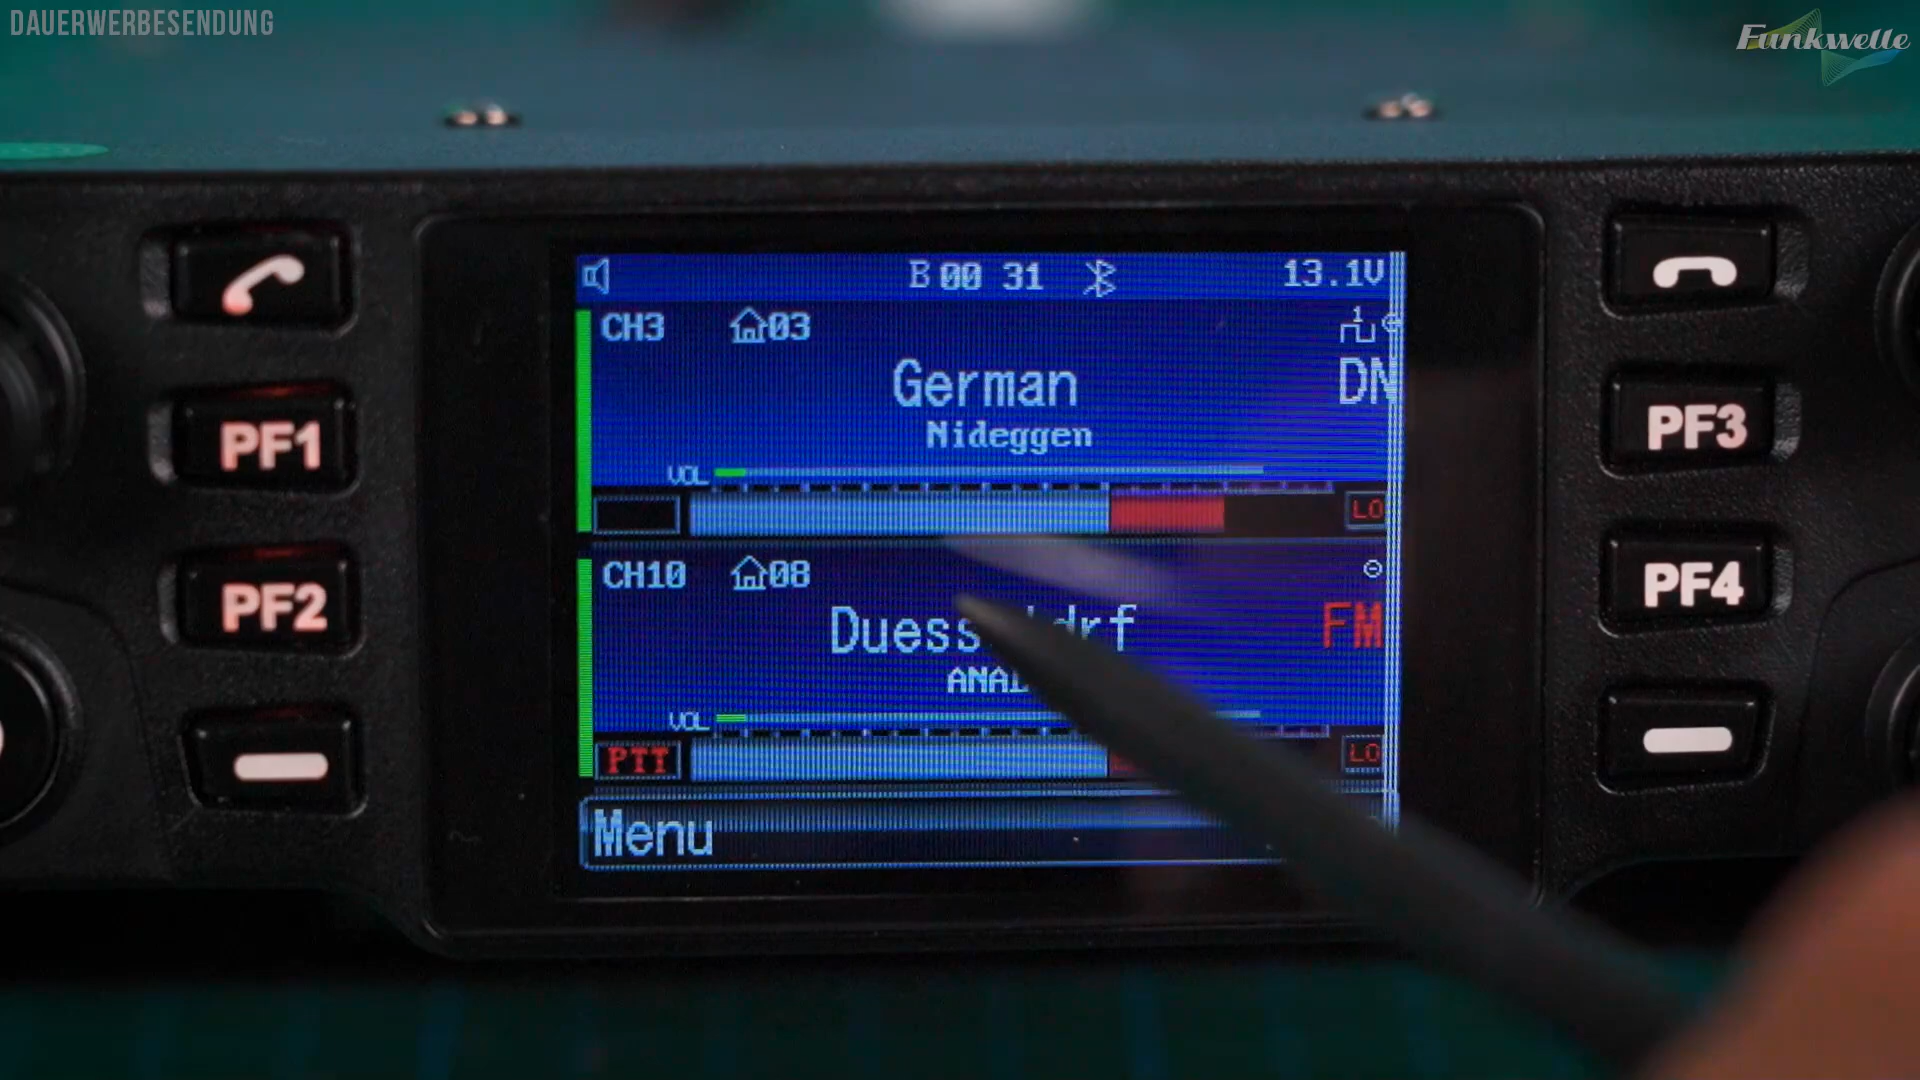 DAUERWERBESENDUNG
Funkwelle
B 00 31 13.1V
CH3 03 1
German DN
Nideggen
VOL
LO
CH10 08
FM
VOL
PTT LO
Menu
PF1
PF2
PF3
PF4